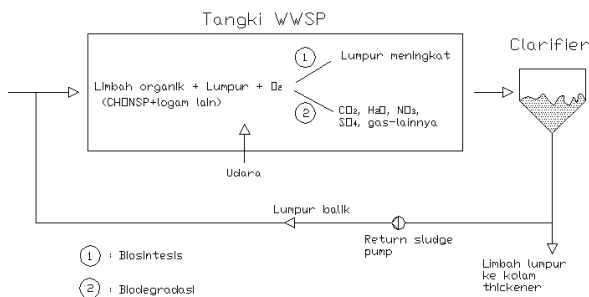 Tangki WWSP
Clarifier
1
Lumpur meningkat
Limbah organik + Lumpur + O₂
(CHONSP+logam lain)
2
CO₂, H₂O, NO₃,
SO₄, gas-lainnya
Udara
Lumpur balik
Return sludge
pump
Limbah lumpur
ke kolam
thickener
1 : Biosintesis
2 : Biodegradasi